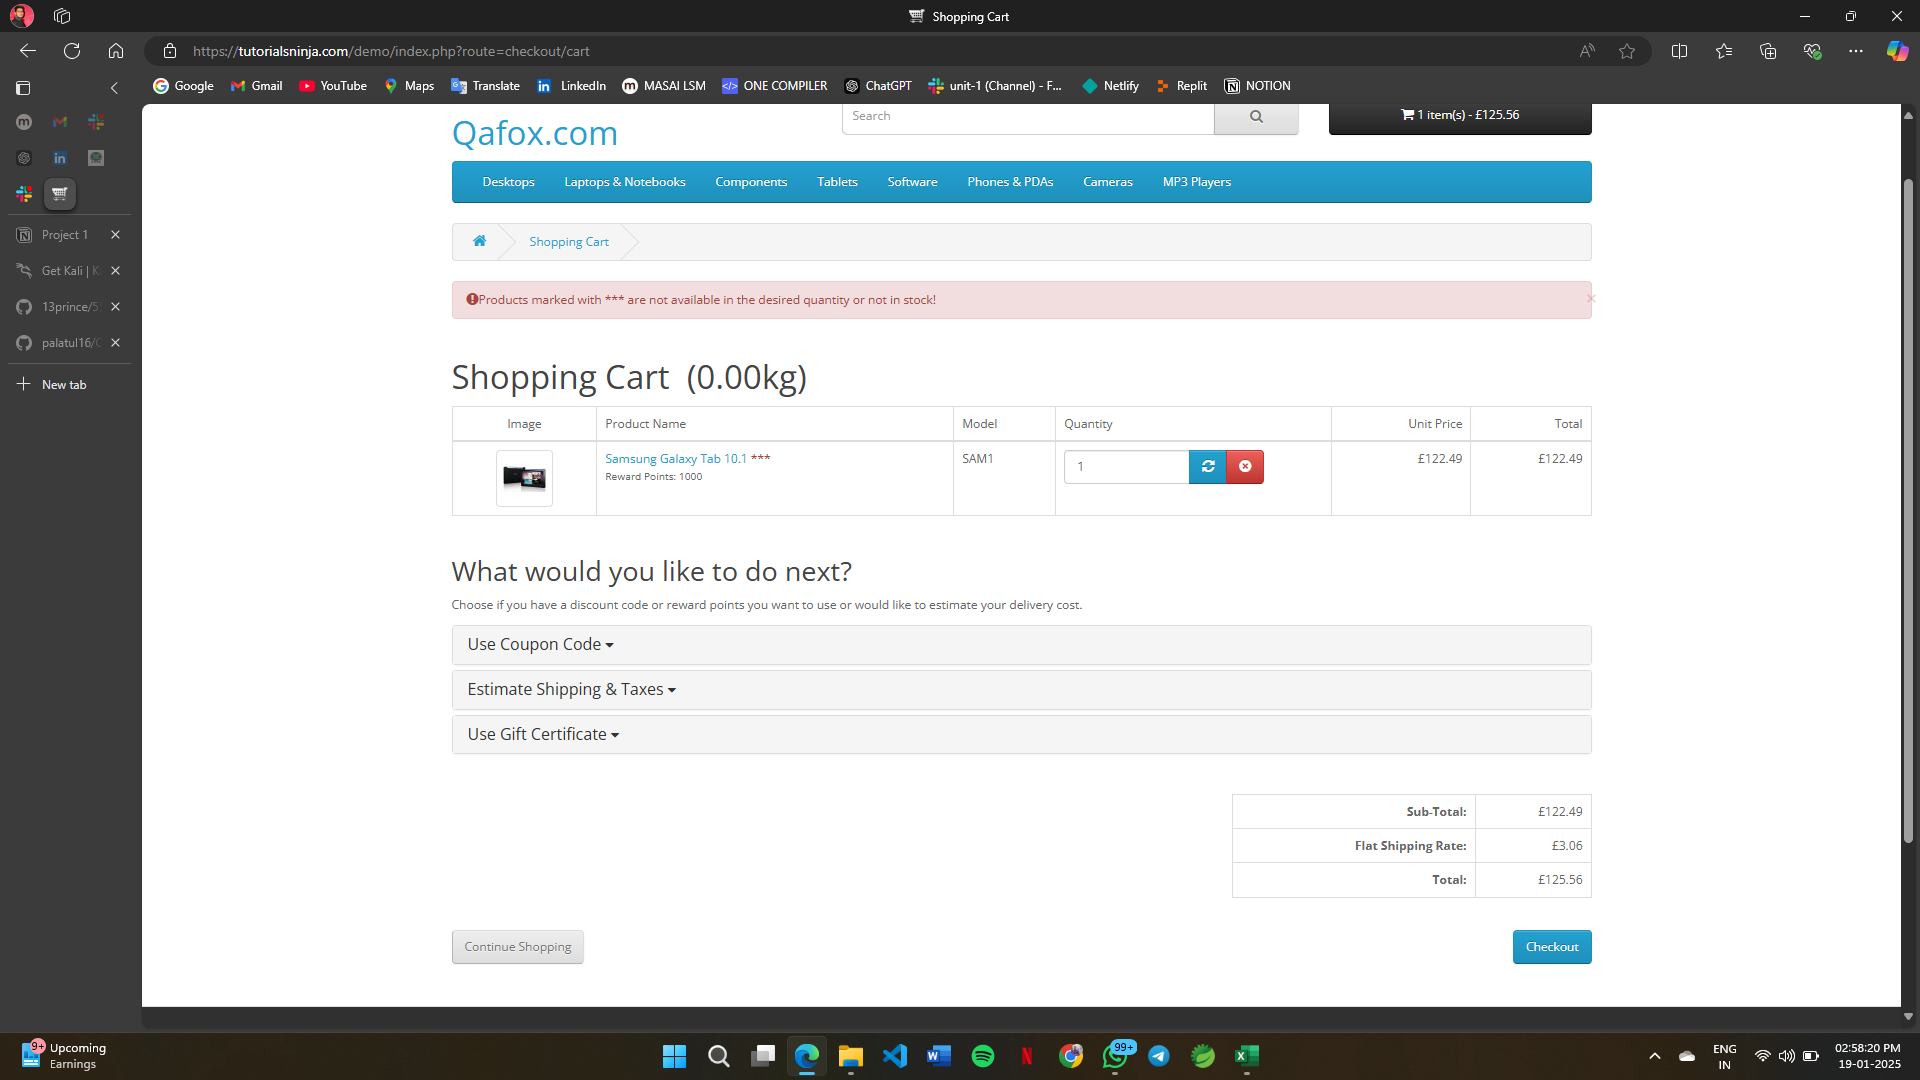 Shopping Cart
https://tutorialsninja.com/demo/index.php?route=checkout/cart
Google Gmail YouTube Maps Translate LinkedIn MASAI LSM ONE COMPILER ChatGPT unit-1 (Channel) - F... Netlify Replit NOTION
Project 1
Get Kali | K
13prince/5
palatul16/C
New tab
Qafox.com
Search
1 item(s) - £125.56
Desktops Laptops & Notebooks Components Tablets Software Phones & PDAs Cameras MP3 Players
Shopping Cart
Products marked with *** are not available in the desired quantity or not in stock!
Shopping Cart (0.00kg)
Image Product Name Model Quantity Unit Price Total
Samsung Galaxy Tab 10.1 *** SAM1 1 £122.49 £122.49
Reward Points: 1000
What would you like to do next?
Choose if you have a discount code or reward points you want to use or would like to estimate your delivery cost.
Use Coupon Code
Estimate Shipping & Taxes
Use Gift Certificate
Sub-Total: £122.49
Flat Shipping Rate: £3.06
Total: £125.56
Continue Shopping
Checkout
9+
Upcoming
Earnings
99+
ENG
IN
02:58:20 PM
19-01-2025